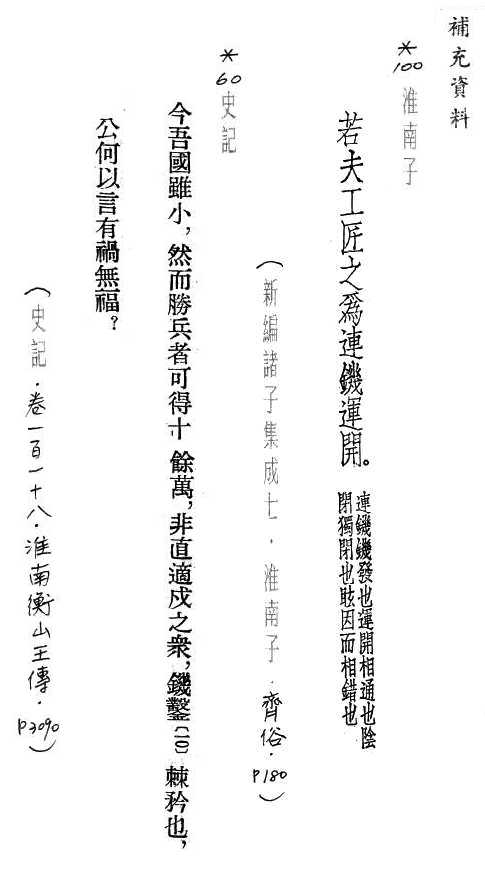 補充資料
*100 淮南子
若夫工匠之為連鐖運開。
連鐖鐖發也運開相通也陰
閉獨閉也眩因而相錯也
(新編諸子集成七.淮南子.齊俗.P180)
*60 史記
今吾國雖小,然而勝兵者可得十餘萬,非直適戍之衆,鐖鑿〔一0〕棘矜也,
公何以言有禍無福?
(史記.卷一百一十八.淮南衡山王傳.P3090)